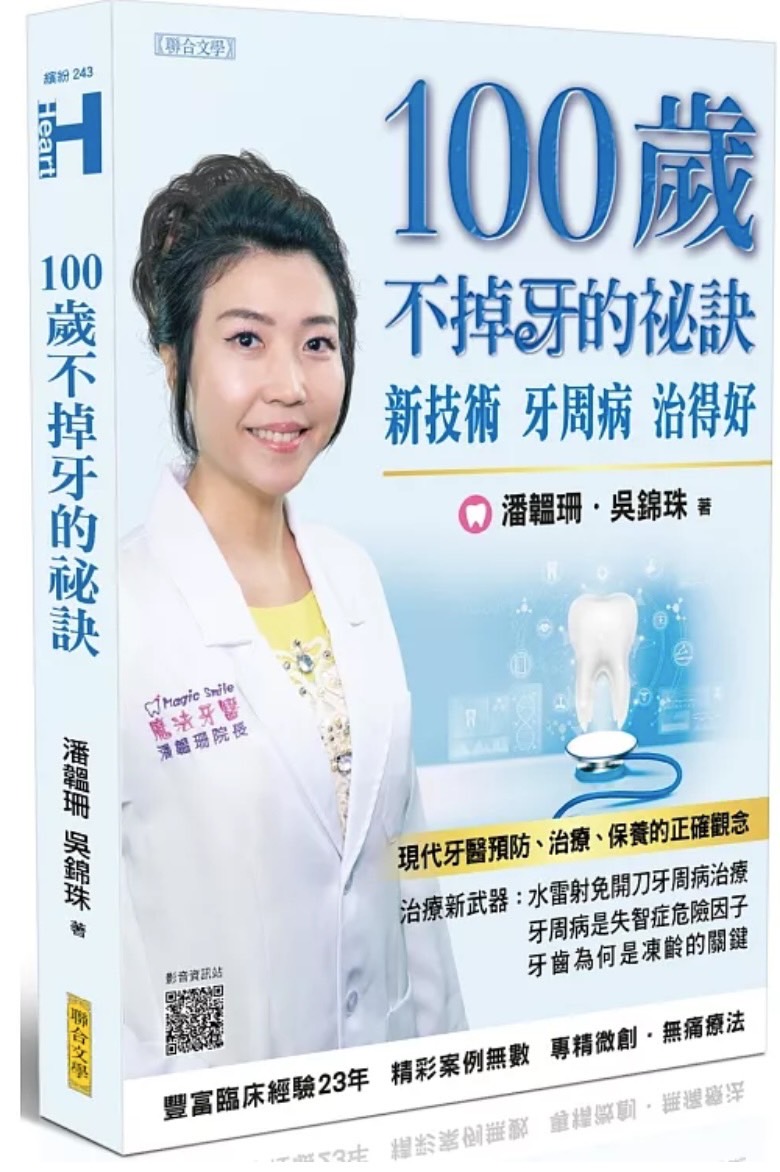 繽紛 243
Heart
H
100歲不掉牙的祕訣
潘韞珊 吳錦珠 著
聯合文學
【聯合文學】
100歲
不掉牙的祕訣
新技術 牙周病 治得好
潘韞珊・吳錦珠 著
Magic Smile
魔法牙醫
潘韞珊院長
現代牙醫預防、治療、保養的正確觀念
治療新武器：水雷射免開刀牙周病治療
牙周病是失智症危險因子
牙齒為何是凍齡的關鍵
影音資訊站
豐富臨床經驗23年 精彩案例無數 專精微創・無痛療法